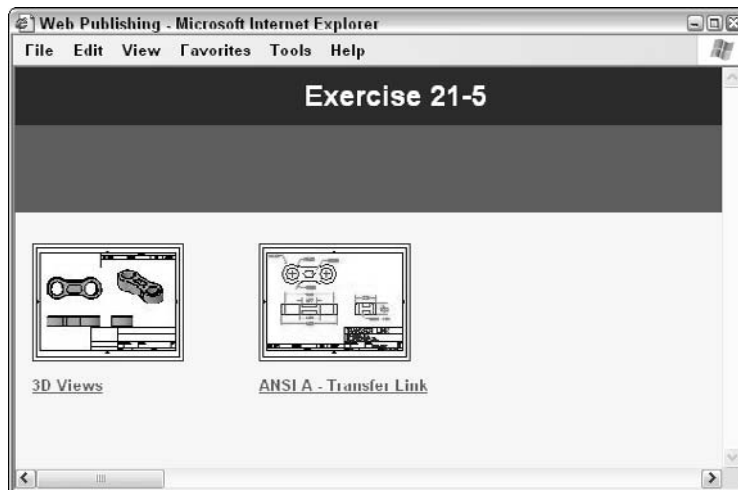 Web Publishing - Microsoft Internet Explorer
File Edit View Favorites Tools Help
Exercise 21-5
3D Views
ANSI A - Transfer Link